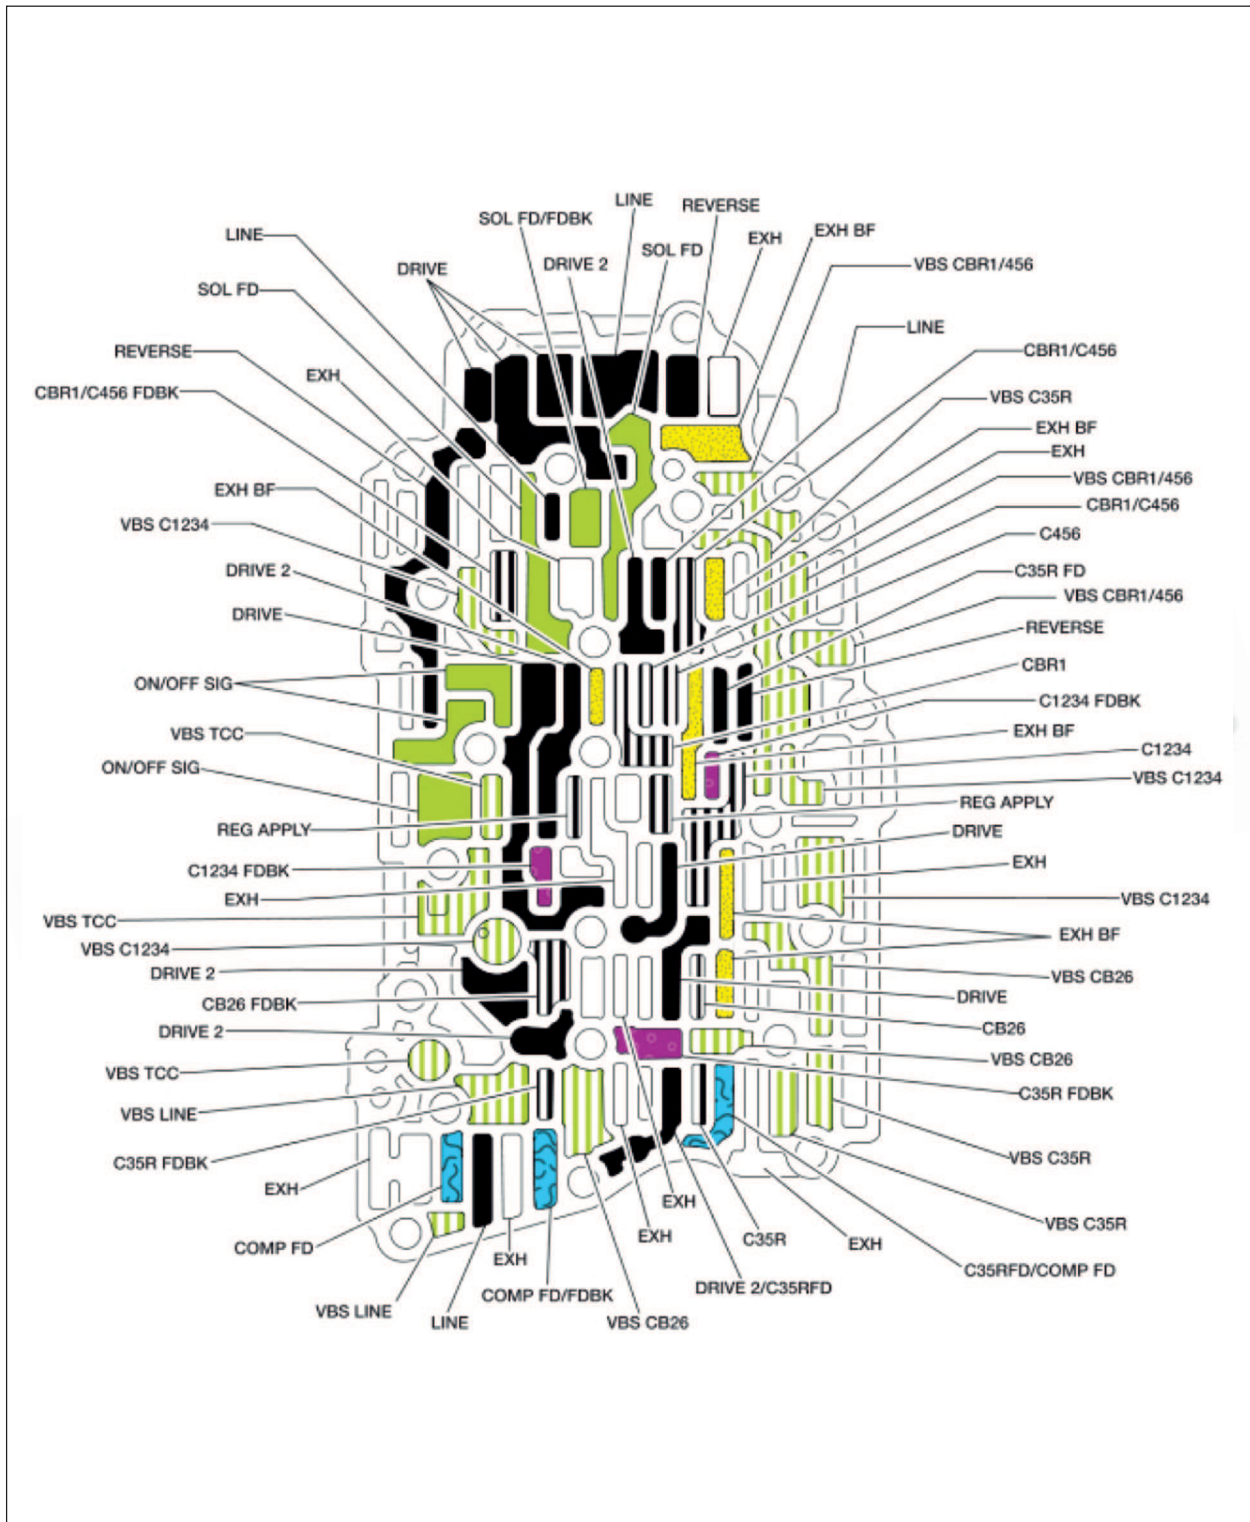 LINE
REVERSE
SOL FD/FDBK
EXH BF
LINE
EXH
SOL FD
DRIVE 2
VBS CBR1/456
DRIVE
SOL FD
LINE
REVERSE
CBR1/C456
EXH
CBR1/C456 FDBK
VBS C35R
EXH BF
EXH
VBS CBR1/456
EXH BF
CBR1/C456
VBS C1234
C456
DRIVE 2
C35R FD
VBS CBR1/456
DRIVE
REVERSE
CBR1
ON/OFF SIG
C1234 FDBK
EXH BF
VBS TCC
C1234
ON/OFF SIG
VBS C1234
REG APPLY
REG APPLY
DRIVE
C1234 FDBK
EXH
EXH
VBS C1234
VBS TCC
EXH BF
VBS C1234
DRIVE 2
VBS CB26
DRIVE
CB26 FDBK
CB26
DRIVE 2
VBS CB26
VBS TCC
C35R FDBK
VBS LINE
C35R FDBK
VBS C35R
EXH
EXH
VBS C35R
EXH
C35R
EXH
COMP FD
EXH
C35RFD/COMP FD
DRIVE 2/C35RFD
COMP FD/FDBK
VBS LINE
LINE
VBS CB26